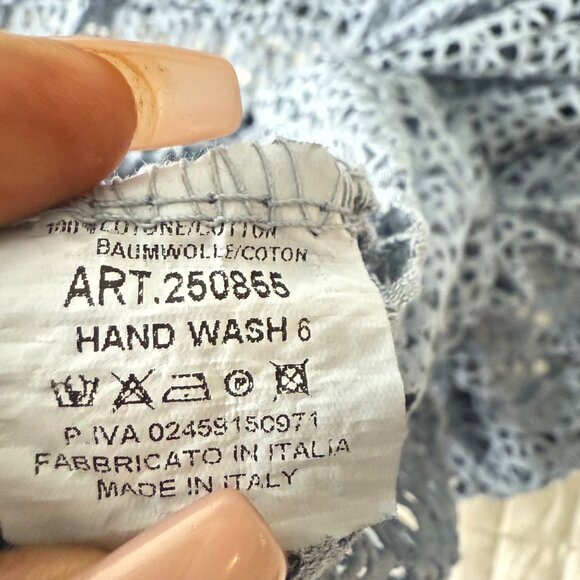 100% COTONE/COTTON
BAUMWOLLE/COTON
ART.250855
HAND WASH 6
P
P.IVA 02459150971
FABBRICATO IN ITALIA
MADE IN ITALY